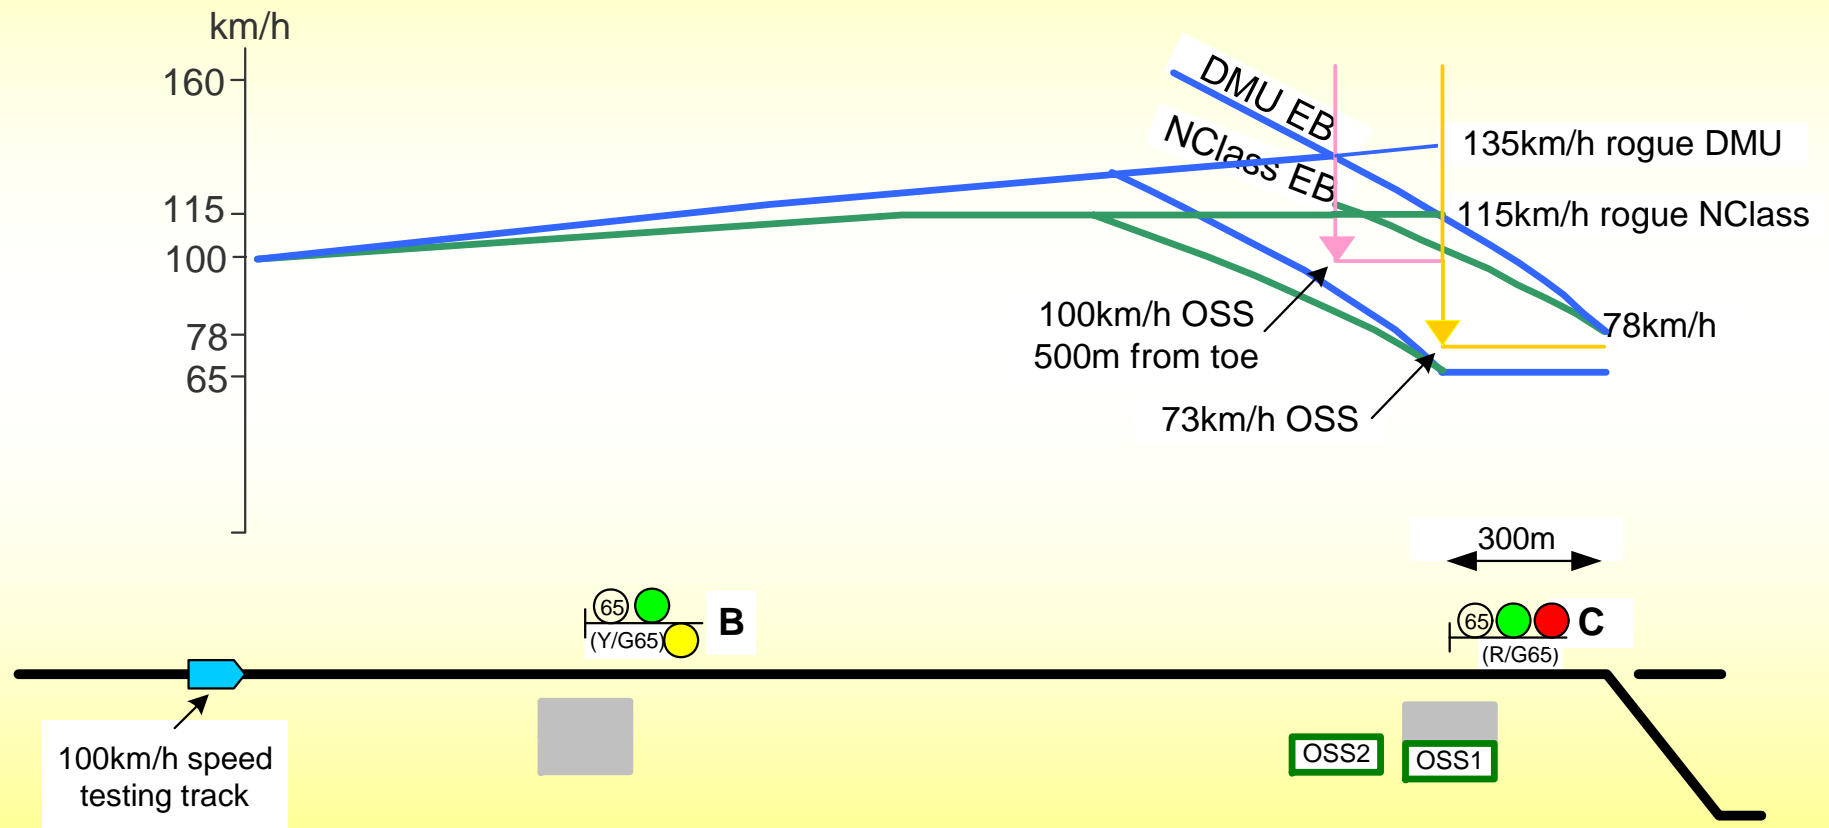 km/h
160
115
100
78
65
DMU EB
NClass EB
135km/h rogue DMU
115km/h rogue NClass
78km/h
100km/h OSS
500m from toe
73km/h OSS
300m
65
(Y/G65)
B
65
C
(R/G65)
100km/h speed
testing track
OSS2
OSS1